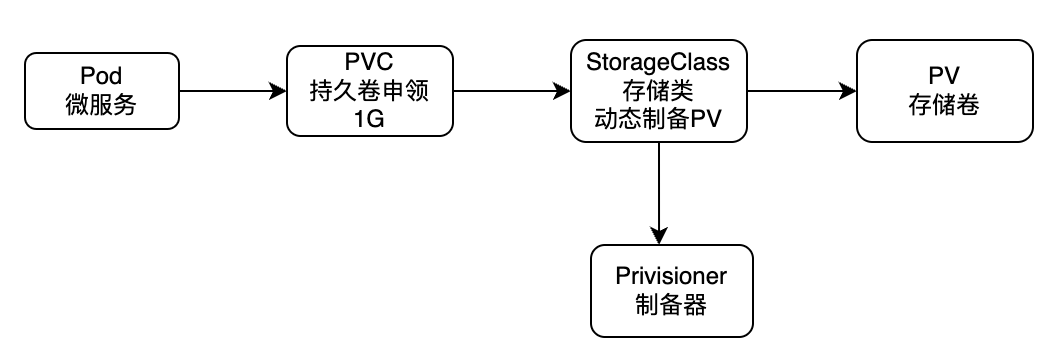 Pod
微服务
PVC
持久卷申领
1G
StorageClass
存储类
动态制备PV
PV
存储卷
Privisioner
制备器